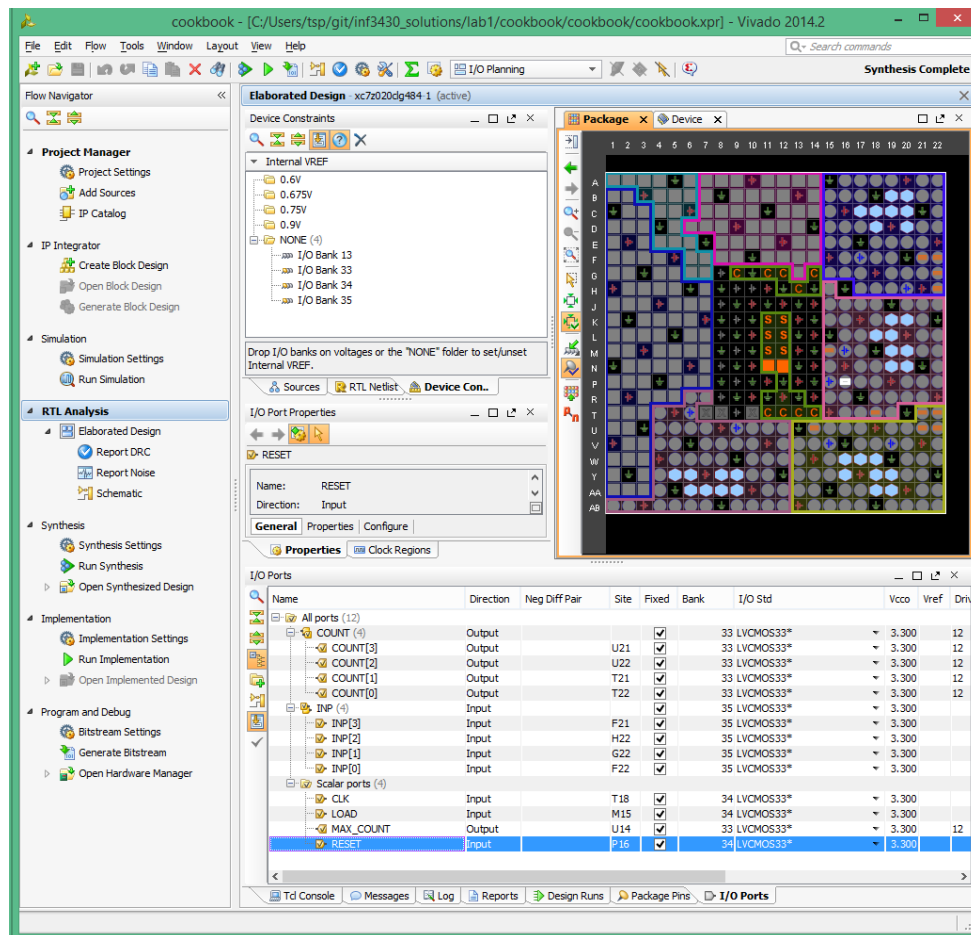 cookbook - [C:/Users/tsp/git/inf3430_solutions/lab1/cookbook/cookbook/cookbook.xpr] - Vivado 2014.2
File Edit Flow Tools Window Layout View Help
Search commands
I/O Planning
Synthesis Complete
Flow Navigator
Project Manager
Project Settings
Add Sources
IP Catalog
IP Integrator
Create Block Design
Open Block Design
Generate Block Design
Simulation
Simulation Settings
Run Simulation
RTL Analysis
Elaborated Design
Report DRC
Report Noise
Schematic
Synthesis
Synthesis Settings
Run Synthesis
Open Synthesized Design
Implementation
Implementation Settings
Run Implementation
Open Implemented Design
Program and Debug
Bitstream Settings
Generate Bitstream
Open Hardware Manager
Elaborated Design - xc7z020clg484-1 (active)
Device Constraints
Internal VREF
0.6V
0.675V
0.75V
0.9V
NONE (4)
I/O Bank 13
I/O Bank 33
I/O Bank 34
I/O Bank 35
Drop I/O banks on voltages or the "NONE" folder to set/unset
Internal VREF.
Sources RTL Netlist Device Con..
I/O Port Properties
RESET
Name: RESET
Direction: Input
General Properties Configure
Properties Clock Regions
Package Device
1 2 3 4 5 6 7 8 9 10 11 12 13 14 15 16 17 18 19 20 21 22
A
B
C
D
E
F
G C C C C
H C
J
K S S
L S S
M S S
N
P
R
T C C C C
U
V
W
Y
AA
AB
I/O Ports
Name Direction Neg Diff Pair Site Fixed Bank I/O Std Vcco Vref Driv
All ports (12)
COUNT (4) Output 33 LVCMOS33* 3.300 12
COUNT[3] Output U21 33 LVCMOS33* 3.300 12
COUNT[2] Output U22 33 LVCMOS33* 3.300 12
COUNT[1] Output T21 33 LVCMOS33* 3.300 12
COUNT[0] Output T22 33 LVCMOS33* 3.300 12
INP (4) Input 35 LVCMOS33* 3.300
INP[3] Input F21 35 LVCMOS33* 3.300
INP[2] Input H22 35 LVCMOS33* 3.300
INP[1] Input G22 35 LVCMOS33* 3.300
INP[0] Input F22 35 LVCMOS33* 3.300
Scalar ports (4)
CLK Input T18 34 LVCMOS33* 3.300
LOAD Input M15 34 LVCMOS33* 3.300
MAX_COUNT Output U14 33 LVCMOS33* 3.300 12
RESET Input P16 34 LVCMOS33* 3.300
Tcl Console Messages Log Reports Design Runs Package Pins I/O Ports